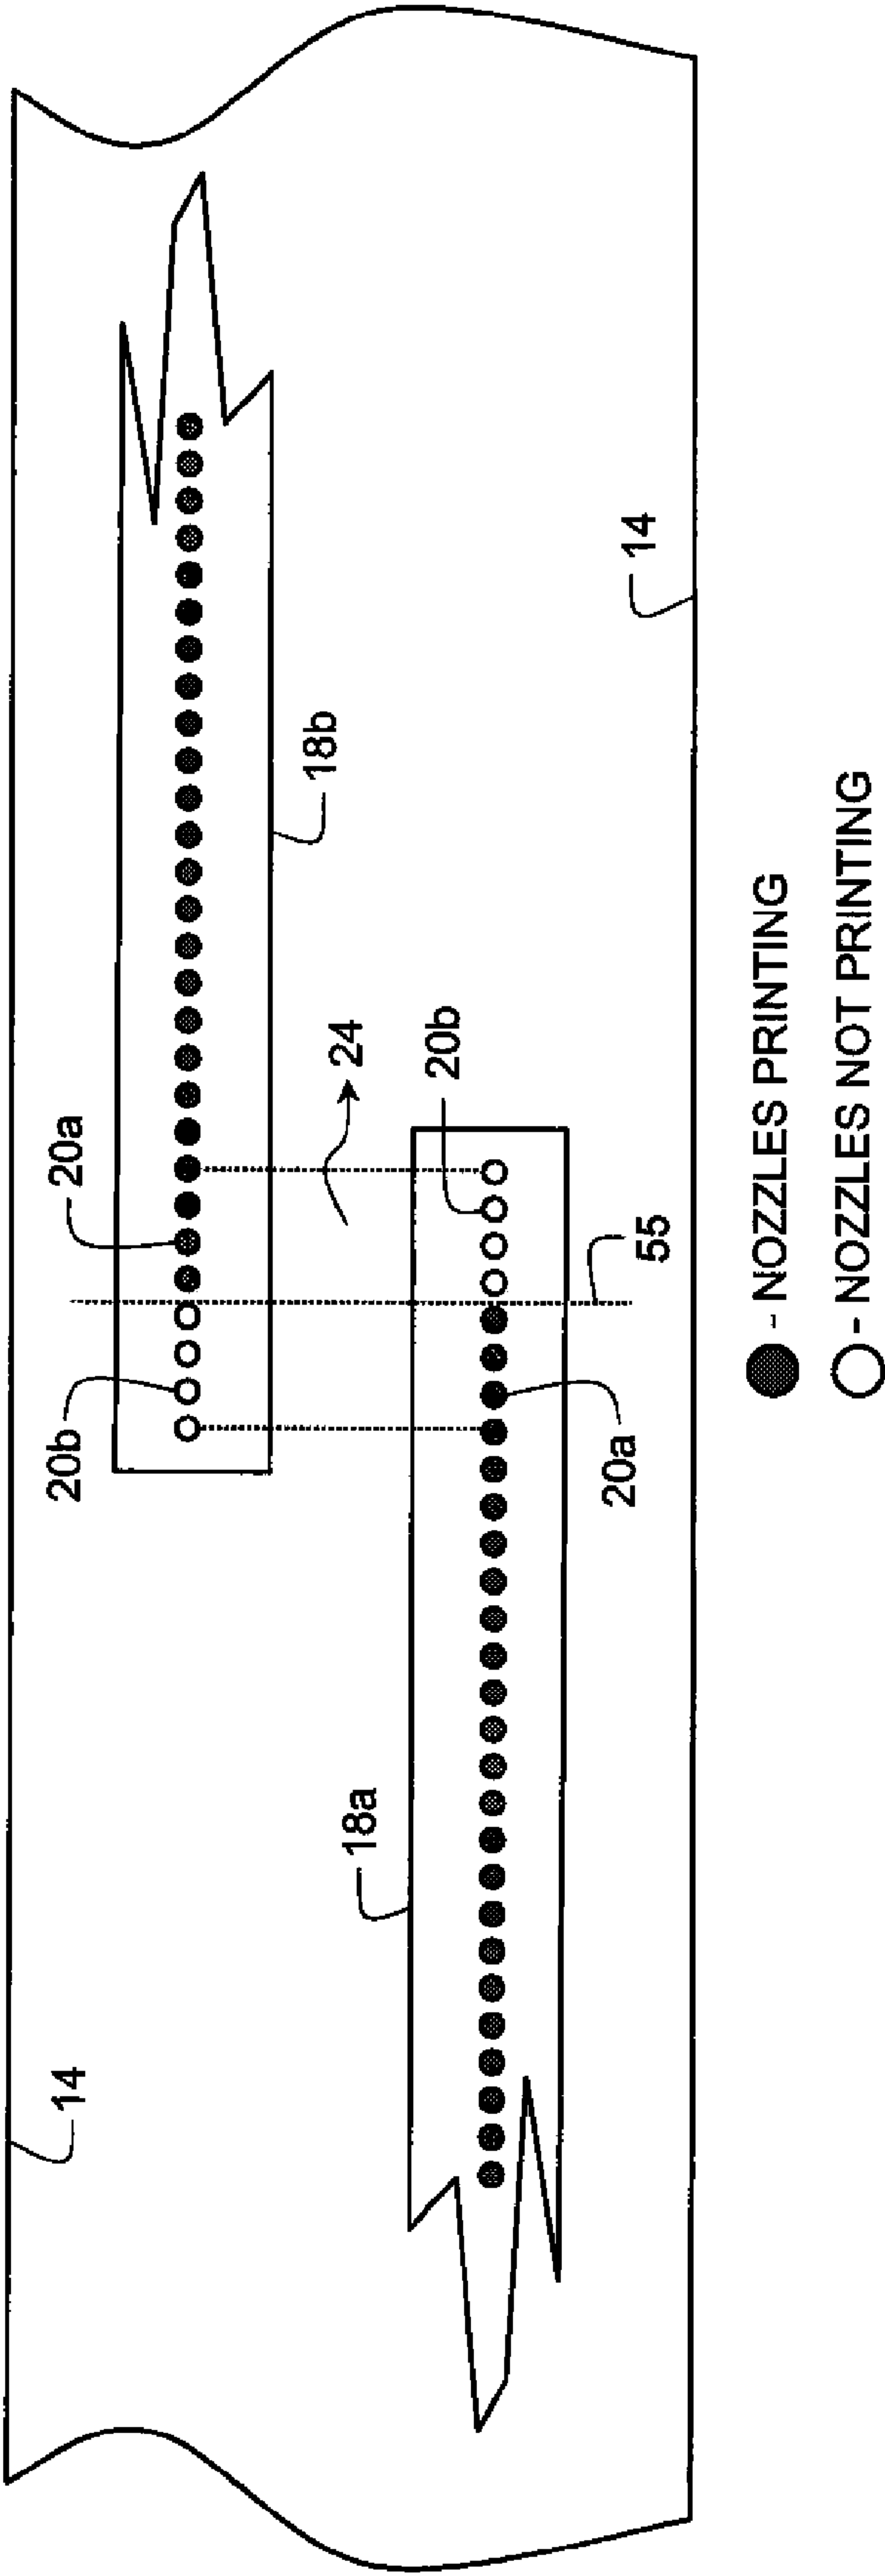 14
18a
20b
20a
24
18b
20b
20a
55
14
- NOZZLES PRINTING
- NOZZLES NOT PRINTING